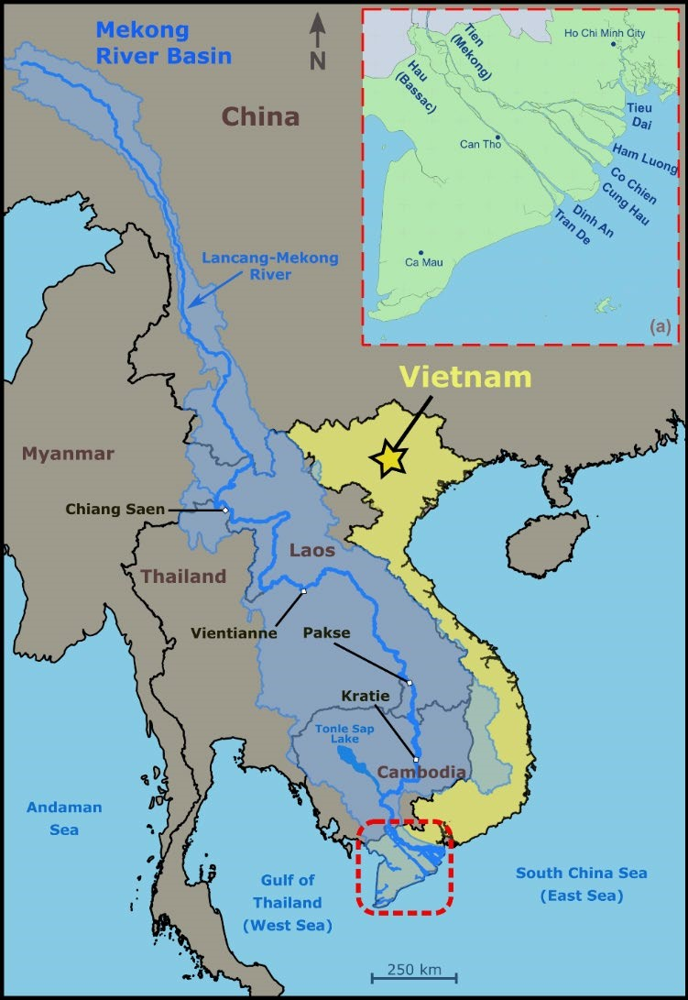 Mekong
River Basin
N
China
Lancang-Mekong
River
Myanmar
Vietnam
Chiang Saen
Laos
Thailand
Vientianne
Pakse
Kratie
Tonle Sap
Lake
Cambodia
Andaman
Sea
Gulf of
Thailand
(West Sea)
South China Sea
(East Sea)
250 km
Tien
(Mekong)
Hau
(Bassac)
Ho Chi Minh City
Can Tho
Ca Mau
Tieu
Dai
Ham Luong
Co Chien
Cung Hau
Dinh An
Tran De
(a)